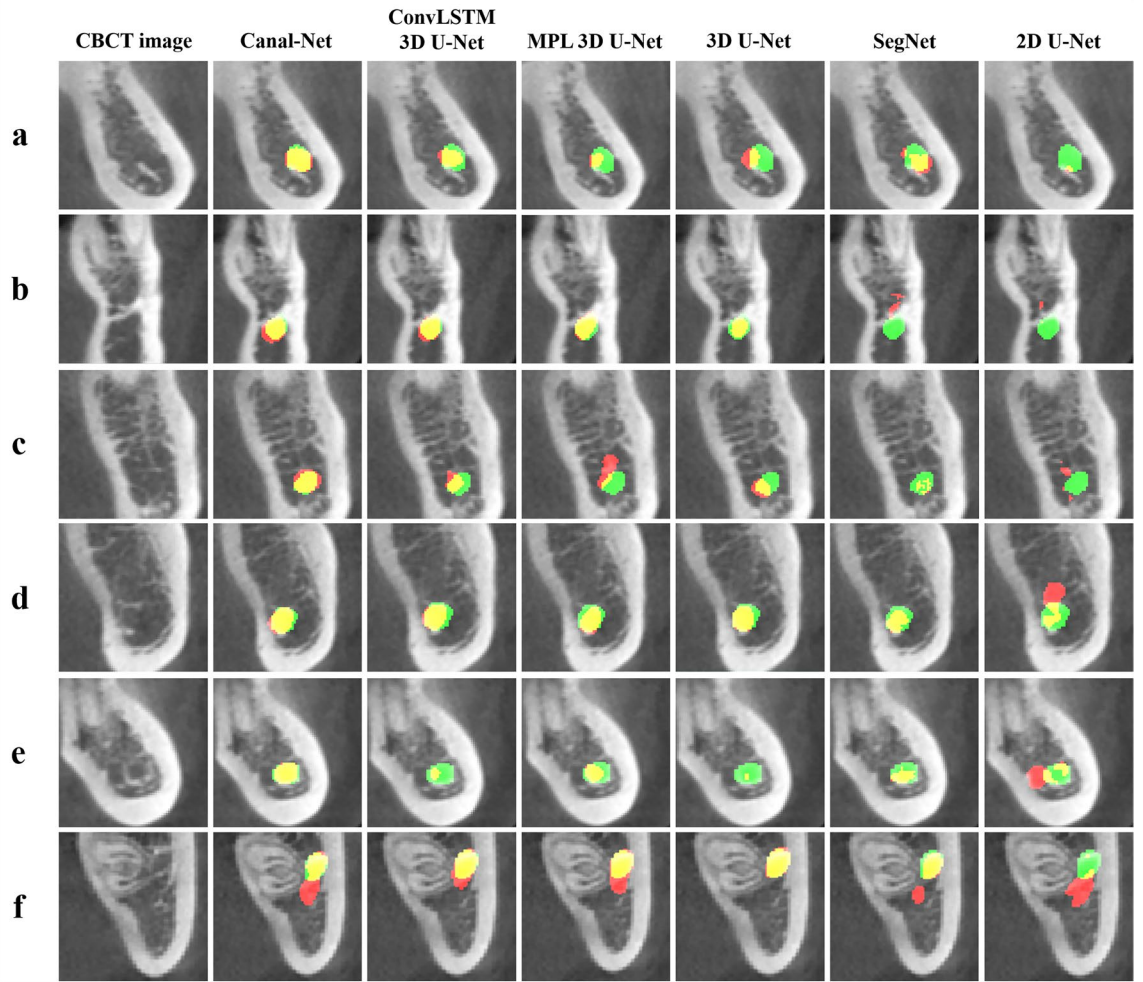 CBCT image
Canal-Net
ConvLSTM
3D U-Net
MPL 3D U-Net
3D U-Net
SegNet
2D U-Net
a
b
c
d
e
f